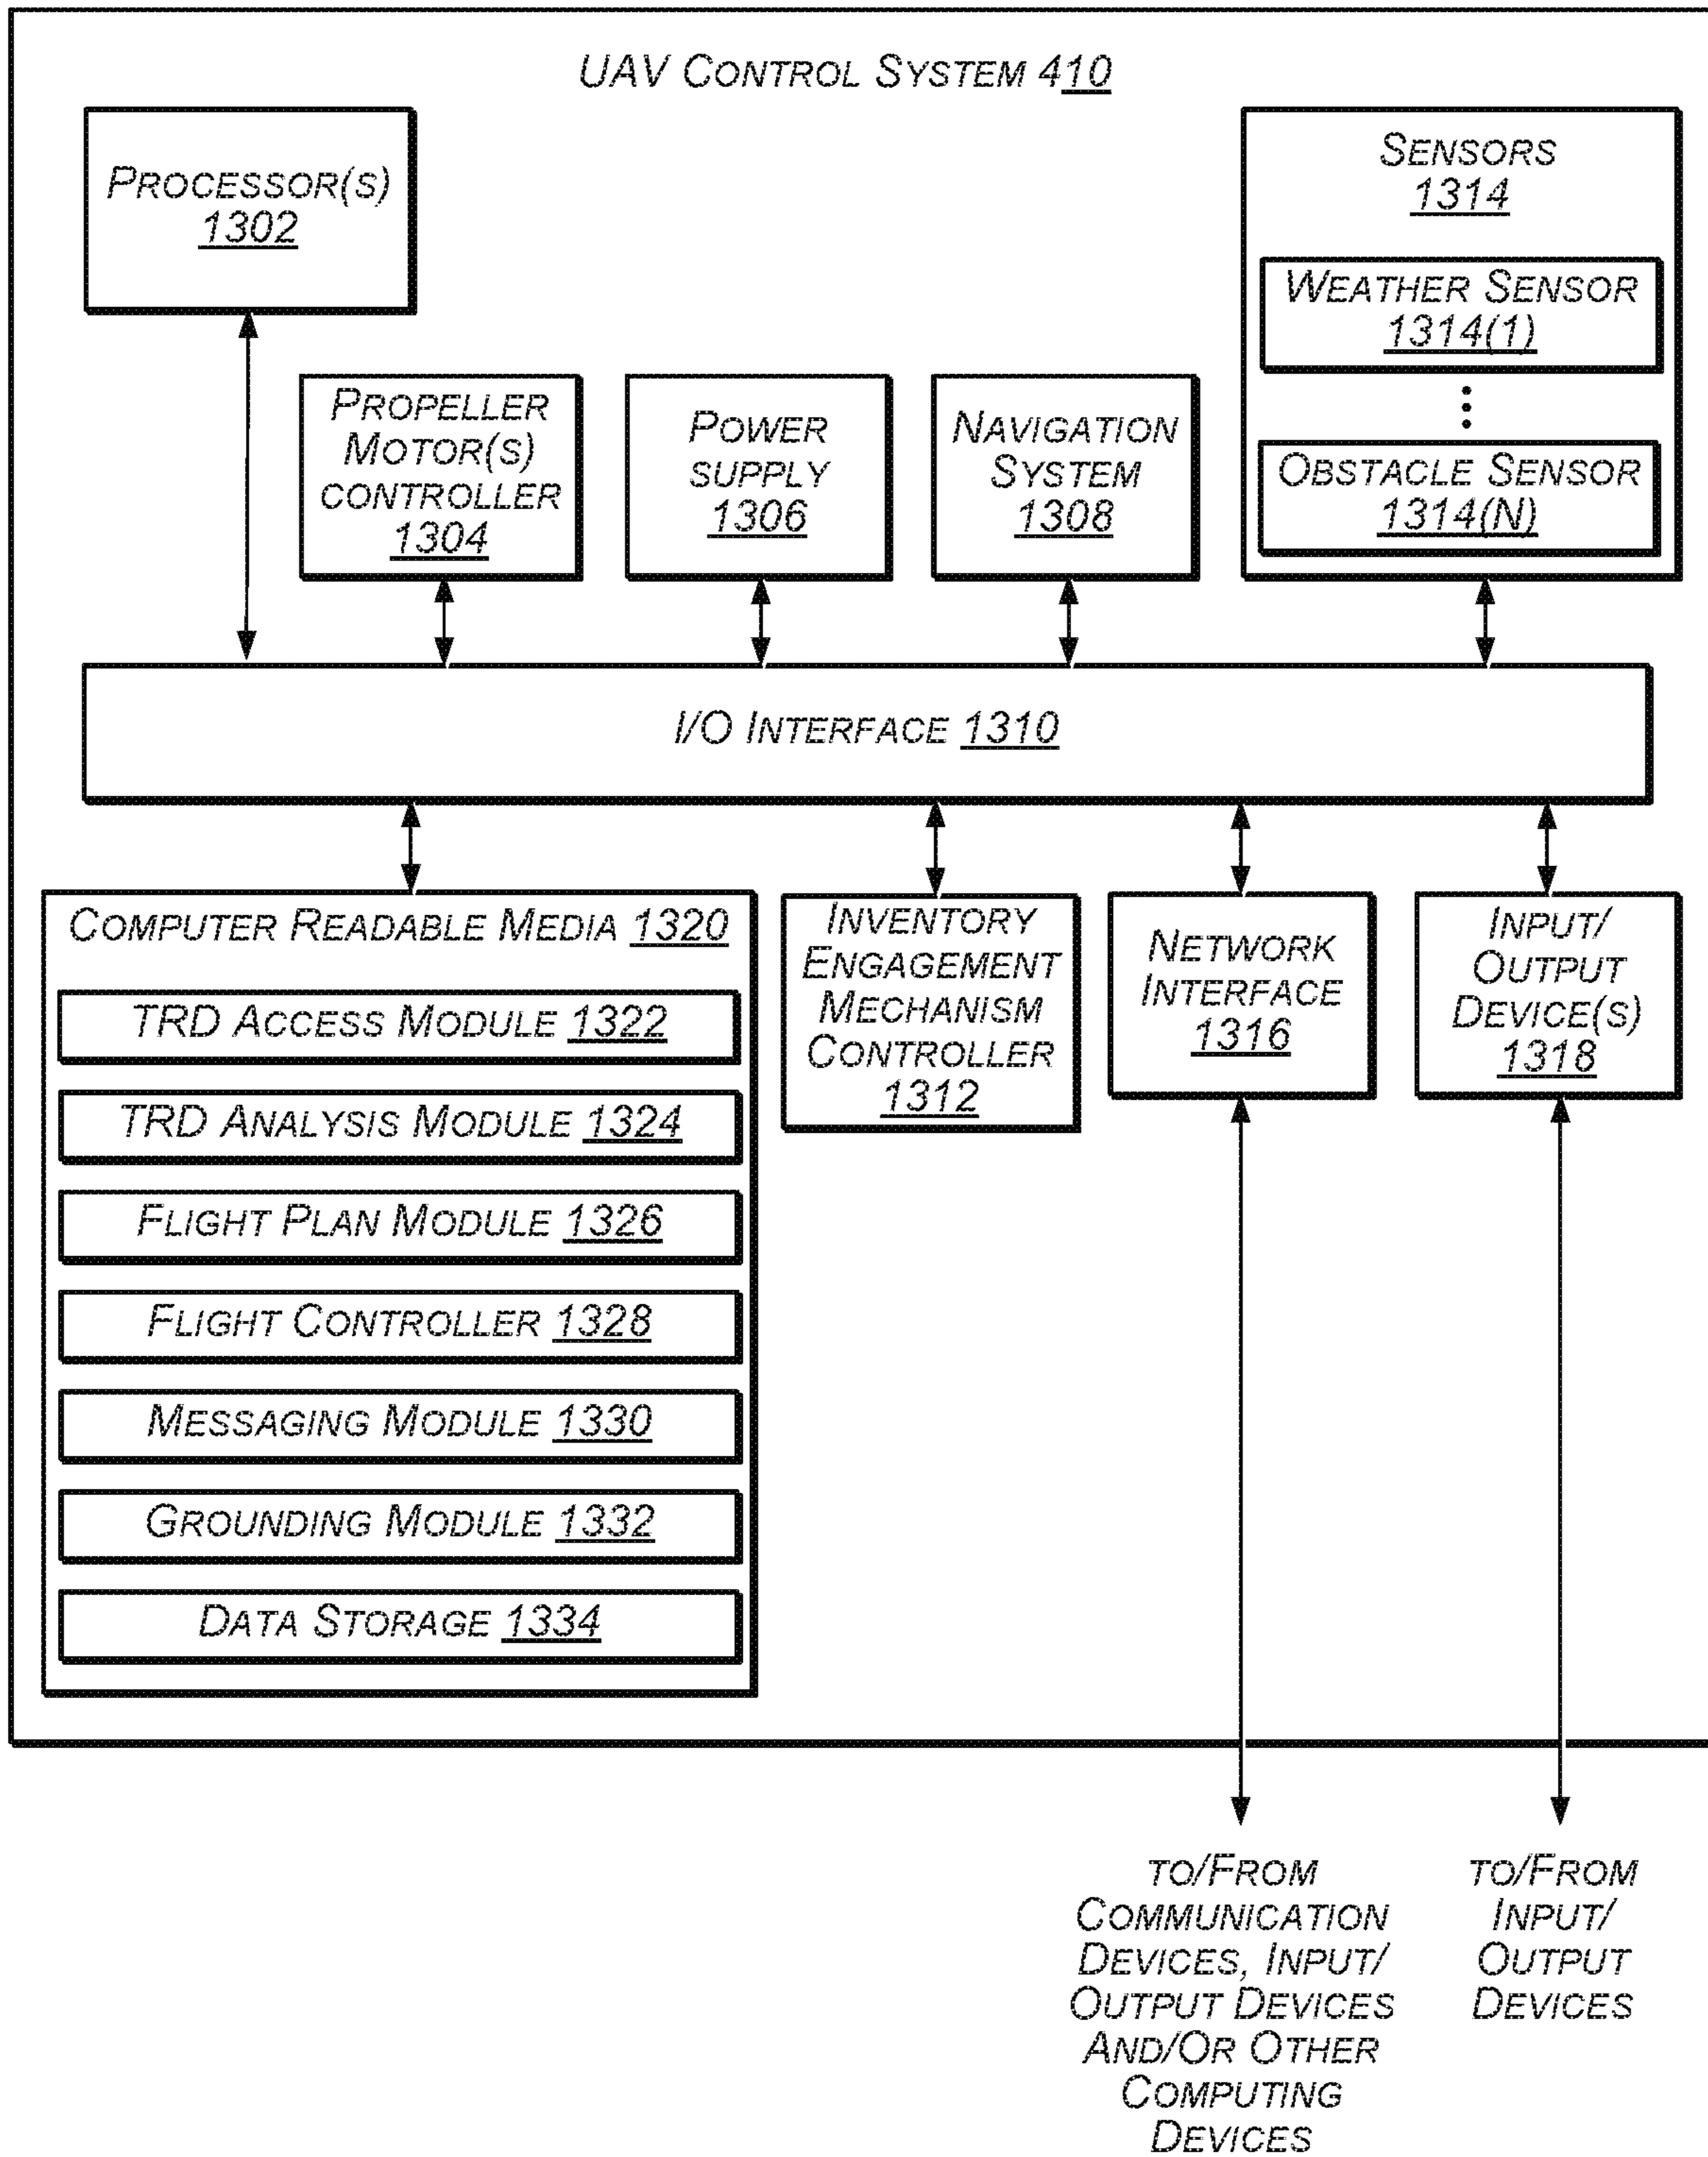 UAV CONTROL SYSTEM 410
PROCESSOR(S)
1302
SENSORS
1314
WEATHER SENSOR
1314(1)
OBSTACLE SENSOR
1314(N)
PROPELLER
MOTOR(S)
CONTROLLER
1304
POWER
SUPPLY
1306
NAVIGATION
SYSTEM
1308
I/O INTERFACE 1310
COMPUTER READABLE MEDIA 1320
TRD ACCESS MODULE 1322
TRD ANALYSIS MODULE 1324
FLIGHT PLAN MODULE 1326
FLIGHT CONTROLLER 1328
MESSAGING MODULE 1330
GROUNDING MODULE 1332
DATA STORAGE 1334
INVENTORY
ENGAGEMENT
MECHANISM
CONTROLLER
1312
NETWORK
INTERFACE
1316
INPUT/
OUTPUT
DEVICE(S)
1318
TO/FROM
COMMUNICATION
DEVICES, INPUT/
OUTPUT DEVICES
AND/OR OTHER
COMPUTING
DEVICES
TO/FROM
INPUT/
OUTPUT
DEVICES